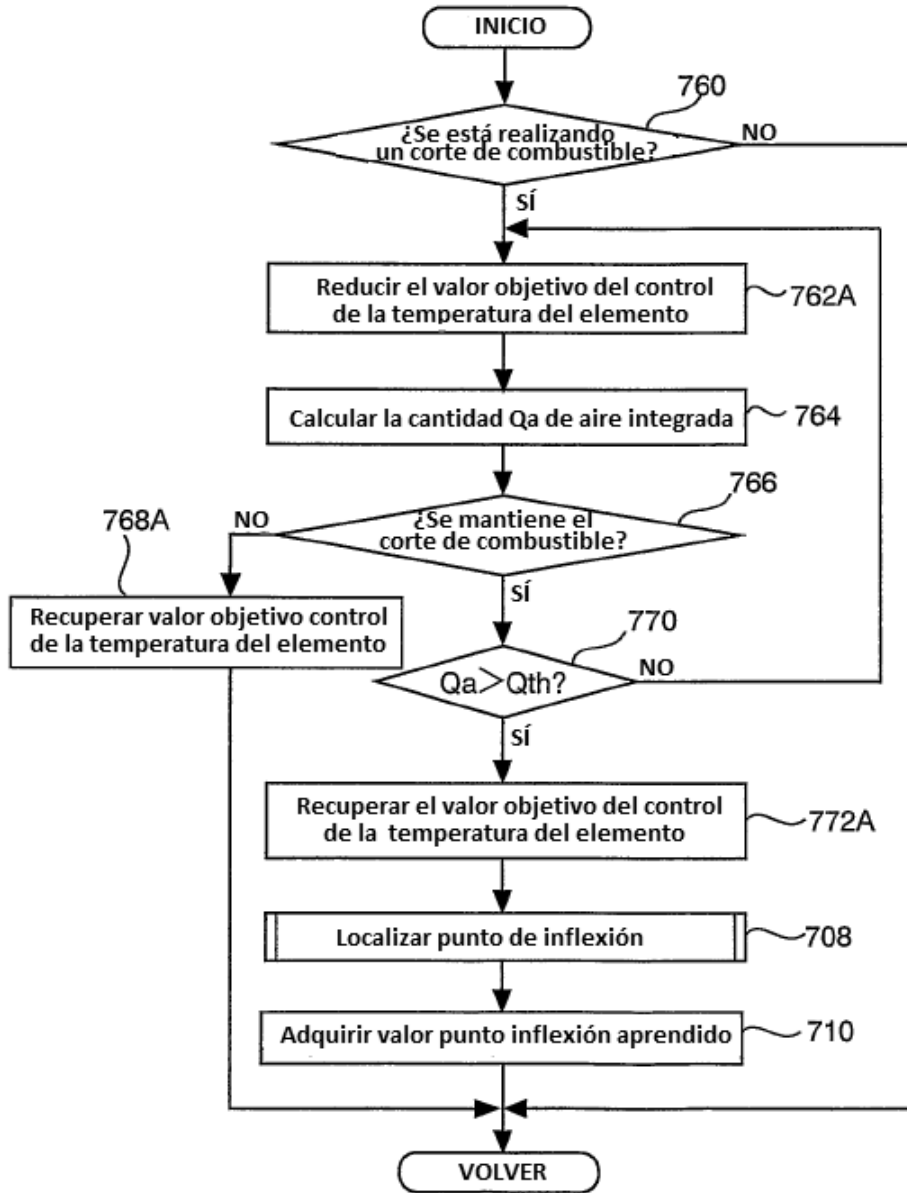 INICIO
760
¿Se está realizando
un corte de combustible?
NO
SÍ
Reducir el valor objetivo del control
de la temperatura del elemento
762A
Calcular la cantidad Qa de aire integrada
764
766
¿Se mantiene el
corte de combustible?
768A
NO
SÍ
Recuperar valor objetivo control
de la temperatura del elemento
770
Qa>Qth?
NO
SÍ
Recuperar el valor objetivo del control
de la temperatura del elemento
772A
Localizar punto de inflexión
708
Adquirir valor punto inflexión aprendido
710
VOLVER